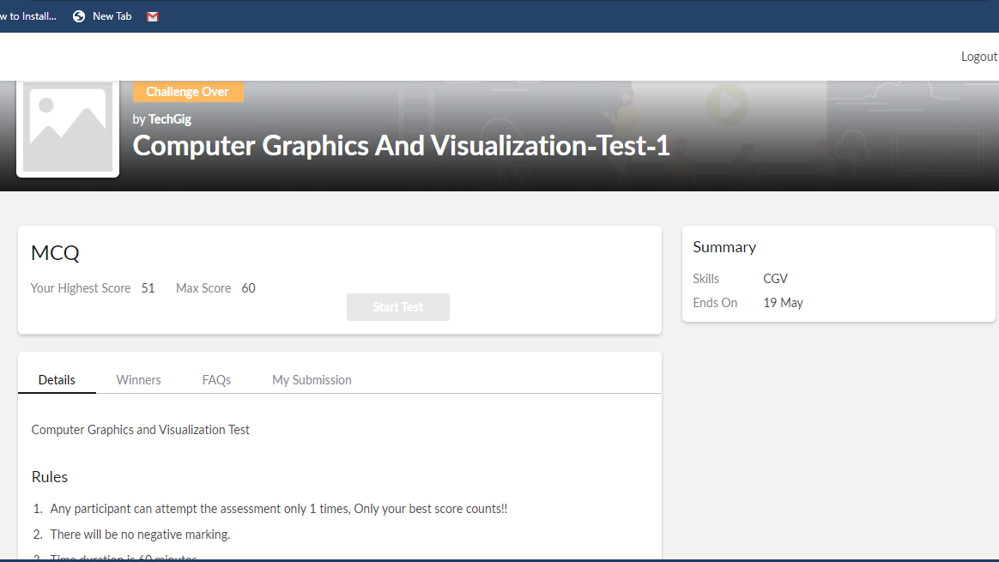 w to Install...
New Tab
Logout
Challenge Over
by TechGig
Computer Graphics And Visualization-Test-1
MCQ
Your Highest Score 51 Max Score 60
Start Test
Summary
Skills CGV
Ends On 19 May
Details Winners FAQs My Submission
Computer Graphics and Visualization Test
Rules
1. Any participant can attempt the assessment only 1 times, Only your best score counts!!
2. There will be no negative marking.
3. Time duration is 60 minutes